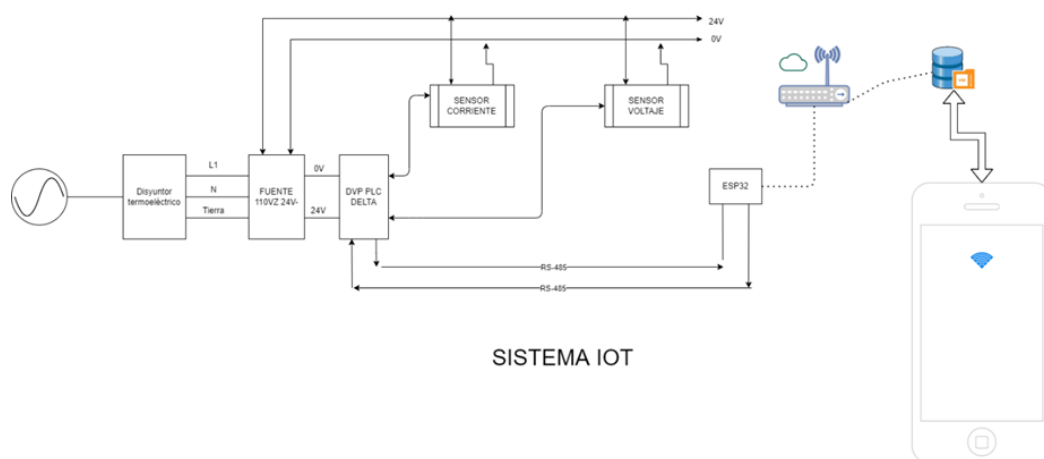 24V
0V
SENSOR
CORRIENTE
SENSOR
VOLTAJE
L1
N
Tierra
Disyuntor
termoeléctrico
FUENTE
110VZ 24V-
0V
24V
DVP PLC
DELTA
ESP32
RS-485
RS-485
SISTEMA IOT